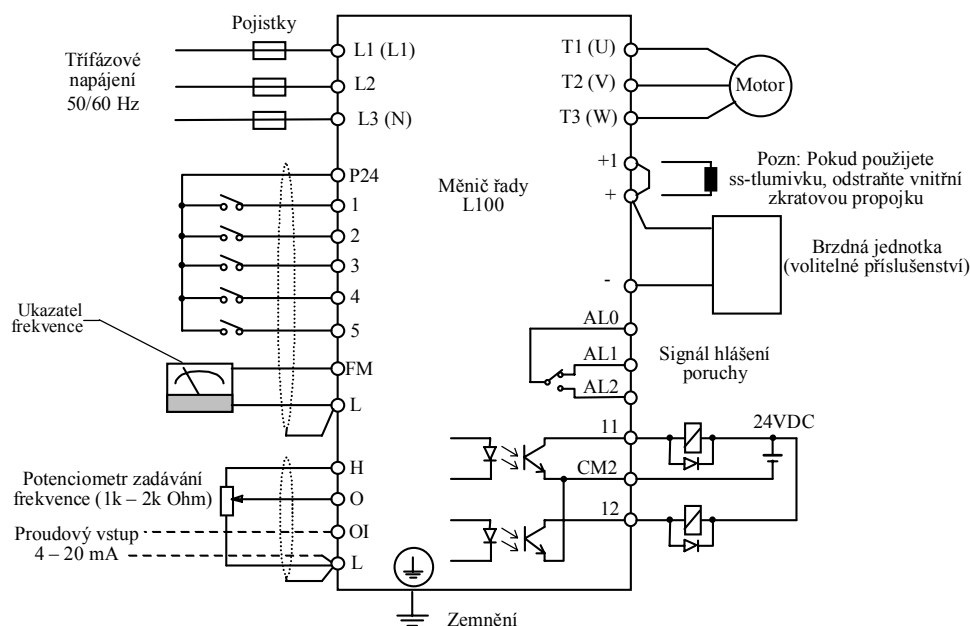 Pojistky
Třífázové
napájení
50/60 Hz
L1 (L1)
L2
L3 (N)
T1 (U)
T2 (V)
T3 (W)
Motor
+1
+
-
Pozn: Pokud použijete
ss-tlumivku, odstraňte vnitřní
zkratovou propojku
Měnič řady
L100
Brzdná jednotka
(volitelné příslušenství)
P24
1
2
3
4
5
Ukazatel
frekvence
FM
L
AL0
AL1
AL2
Signál hlášení
poruchy
11
CM2
12
24VDC
Potenciometr zadávání
frekvence (1k – 2k Ohm)
H
O
OI
L
Proudový vstup
4 – 20 mA
Zemnění